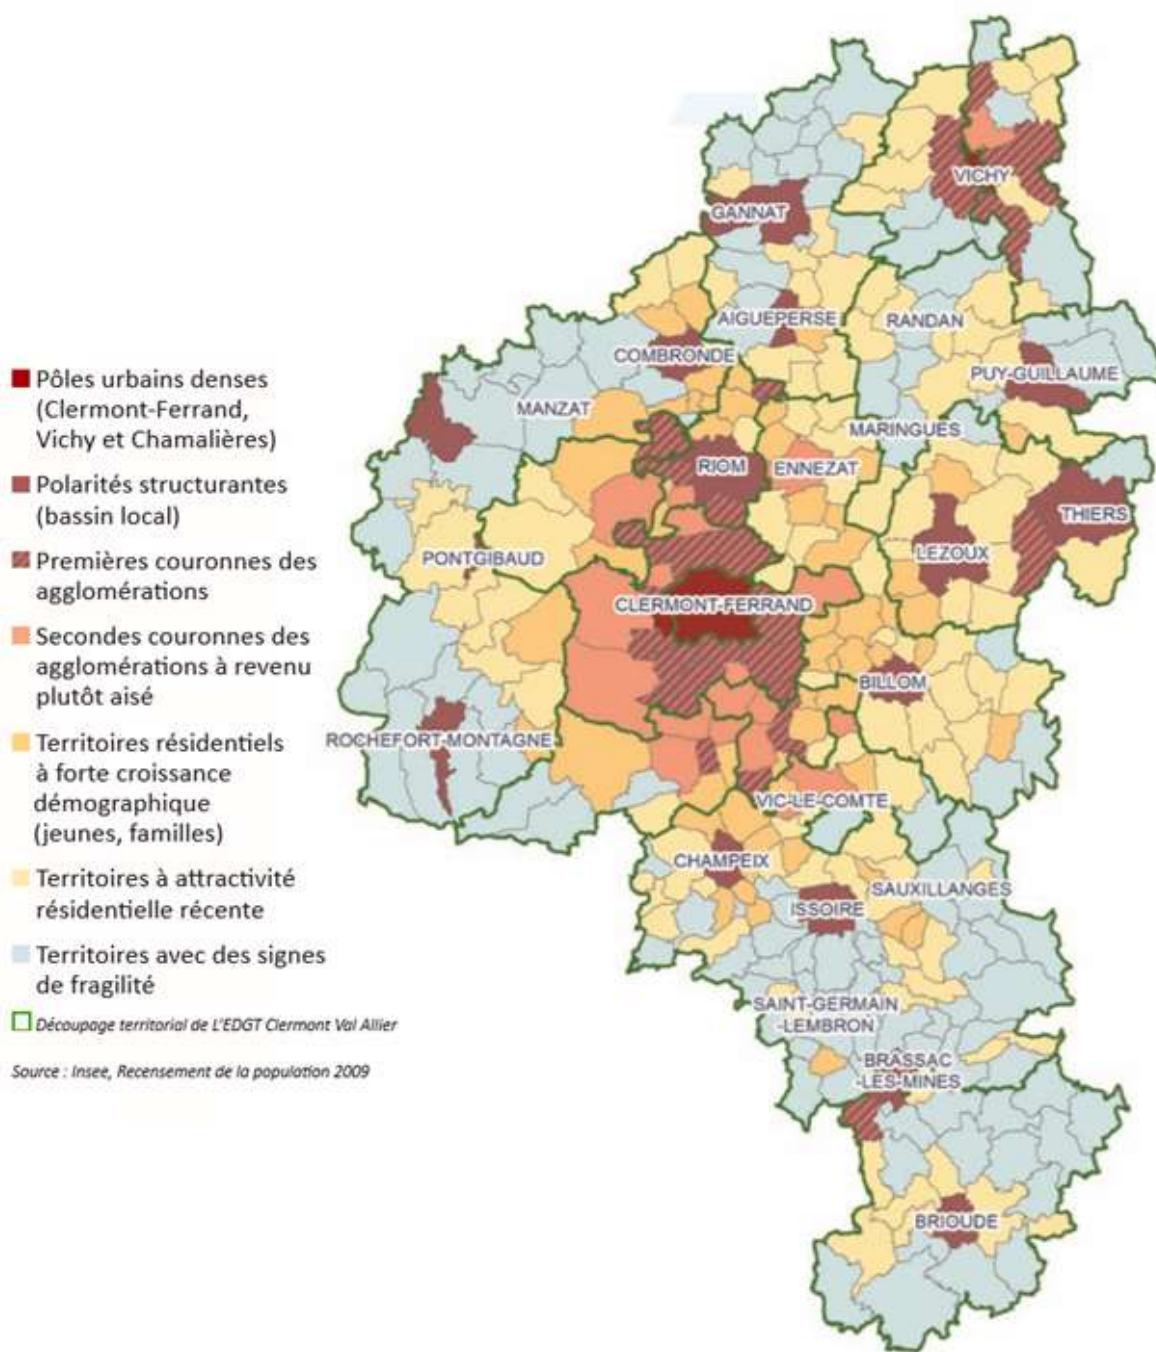 Pôles urbains denses
(Clermont-Ferrand,
Vichy et Chamalières)
Polarités structurantes
(bassin local)
Premières couronnes des
agglomérations
Secondes couronnes des
agglomérations à revenu
plutôt aisé
Territoires résidentiels
à forte croissance
démographique
(jeunes, familles)
Territoires à attractivité
résidentielle récente
Territoires avec des signes
de fragilité
Découpage territorial de L'EDGT Clermont Val Allier
Source : Insee, Recensement de la population 2009
VICHY
GANNAT
AIGUEPERSE
RANDAN
COMBRONDE
PUY-GUILLAUME
MANZAT
MARINGUES
RIOM
ENNEZAT
THIERS
PONTGIBAUD
LEZOUX
CLERMONT-FERRAND
BILLOM
ROCHEFORT-MONTAGNE
VIC-LE-COMTE
CHAMPEIX
SAUXILLANGES
ISSOIRE
SAINT-GERMAIN
-LEMBRON
BRASSAC
-LES-MINES
BRIOUDE